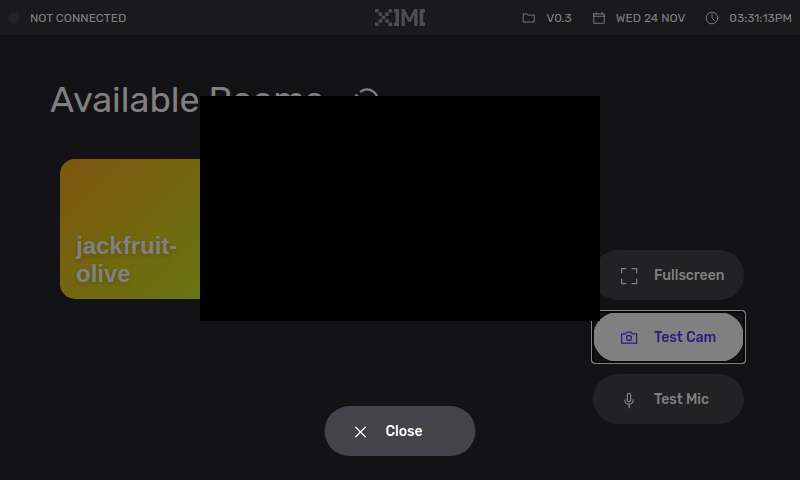 NOT CONNECTED
XIMI
V0.3
WED 24 NOV
03:31:13PM
Available Rooms
jackfruit-
olive
Fullscreen
Test Cam
Test Mic
Close